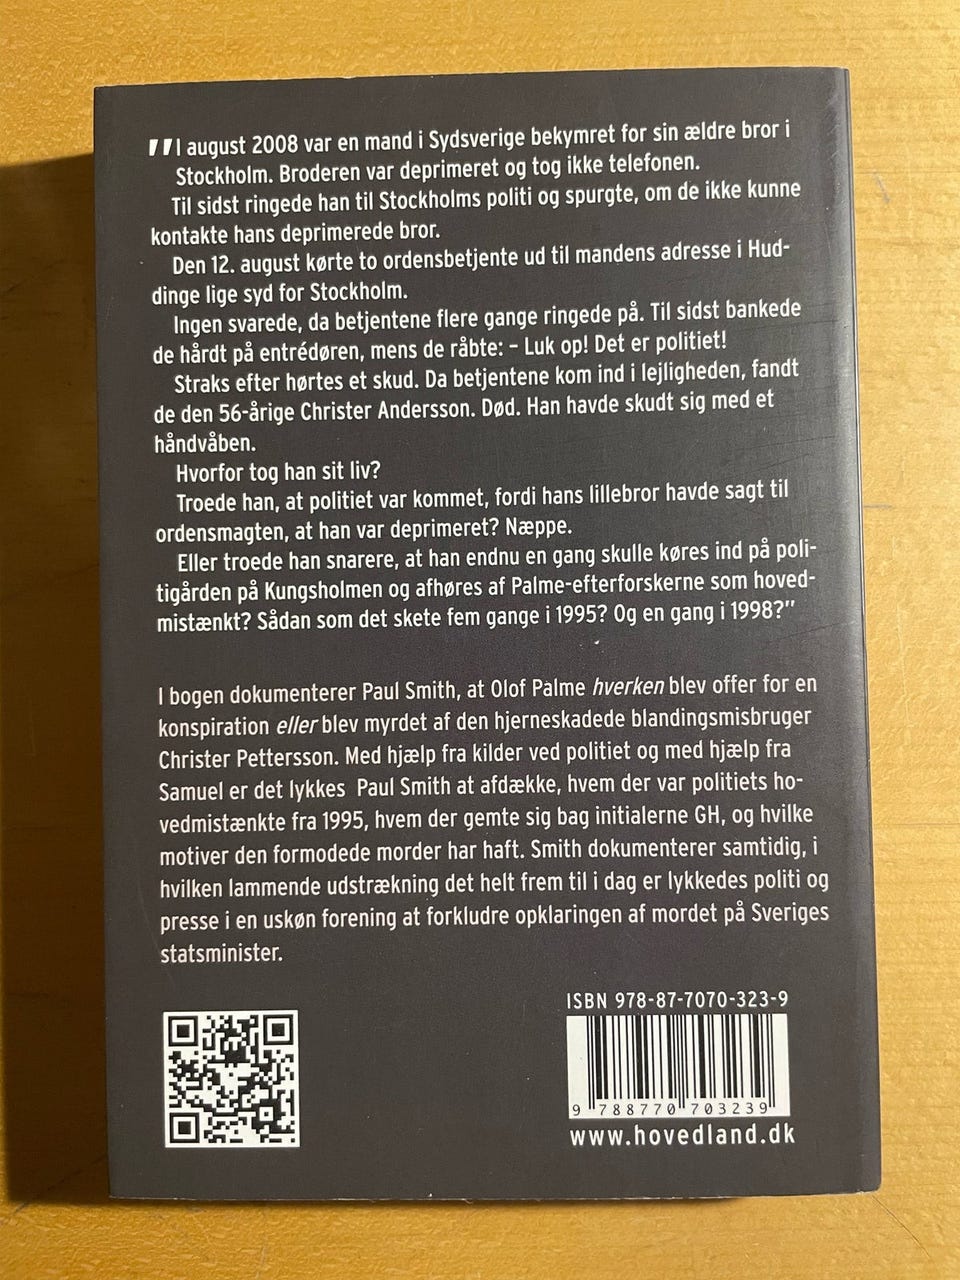 "I august 2008 var en mand i Sydsverige bekymret for sin ældre bror i
Stockholm. Broderen var deprimeret og tog ikke telefonen.
Til sidst ringede han til Stockholms politi og spurgte, om de ikke kunne
kontakte hans deprimerede bror.
Den 12. august kørte to ordensbetjente ud til mandens adresse i Hud-
dinge lige syd for Stockholm.
Ingen svarede, da betjentene flere gange ringede på. Til sidst bankede
de hårdt på entrédøren, mens de råbte: – Luk op! Det er politiet!
Straks efter hørtes et skud. Da betjentene kom ind i lejligheden, fandt
de den 56-årige Christer Andersson. Død. Han havde skudt sig med et
håndvåben.
Hvorfor tog han sit liv?
Troede han, at politiet var kommet, fordi hans lillebror havde sagt til
ordensmagten, at han var deprimeret? Næppe.
Eller troede han snarere, at han endnu en gang skulle køres ind på poli-
tigården på Kungsholmen og afhøres af Palme-efterforskerne som hoved-
mistænkt? Sådan som det skete fem gange i 1995? Og en gang i 1998?"
I bogen dokumenterer Paul Smith, at Olof Palme hverken blev offer for en
konspiration eller blev myrdet af den hjerneskadede blandingsmisbruger
Christer Pettersson. Med hjælp fra kilder ved politiet og med hjælp fra
Samuel er det lykkes Paul Smith at afdække, hvem der var politiets ho-
vedmistænkte fra 1995, hvem der gemte sig bag initialerne GH, og hvilke
motiver den formodede morder har haft. Smith dokumenterer samtidig, i
hvilken lammende udstrækning det helt frem til i dag er lykkedes politi og
presse i en uskøn forening at forkludre opklaringen af mordet på Sveriges
statsminister.
ISBN 978-87-7070-323-9
9 788770 703239
www.hovedland.dk